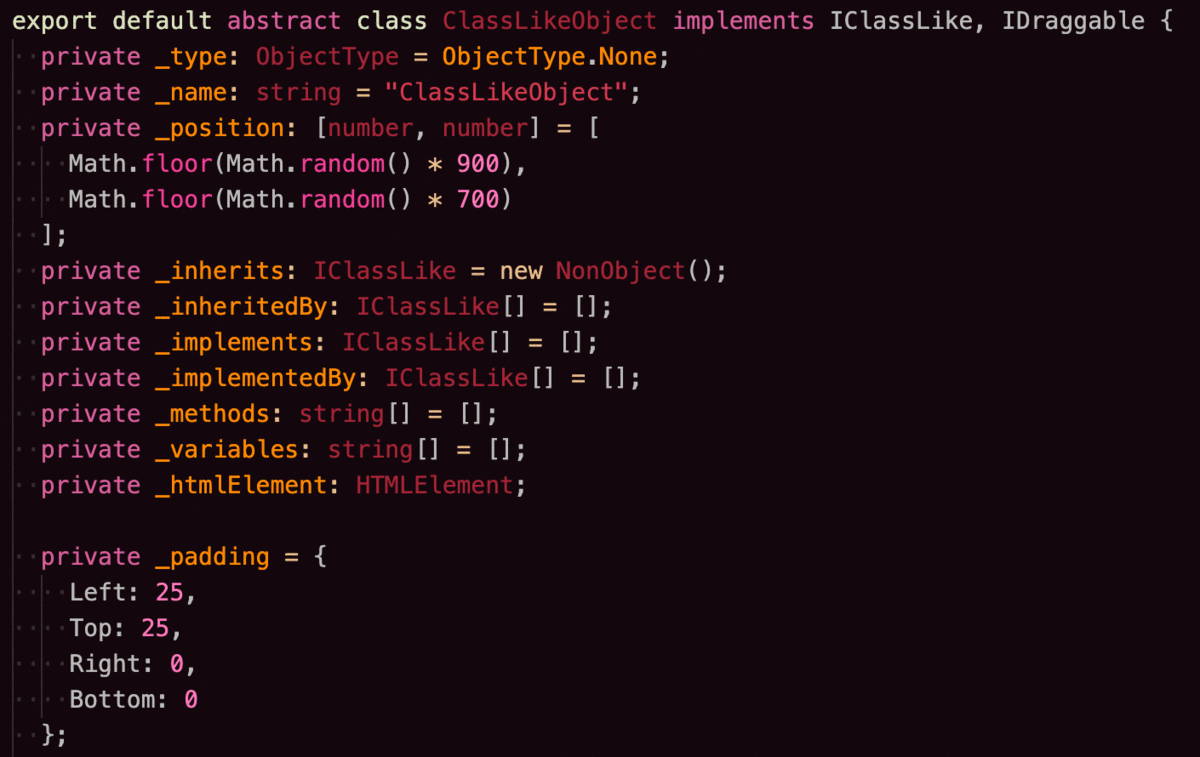 export default abstract class ClassLikeObject implements IClassLike, IDraggable {
private _type: ObjectType = ObjectType.None;
private _name: string = "ClassLikeObject";
private _position: [number, number] = [
Math.floor(Math.random() * 900),
Math.floor(Math.random() * 700)
];
private _inherits: IClassLike = new NonObject();
private _inheritedBy: IClassLike[] = [];
private _implements: IClassLike[] = [];
private _implementedBy: IClassLike[] = [];
private _methods: string[] = [];
private _variables: string[] = [];
private _htmlElement: HTMLElement;
private _padding = {
Left: 25,
Top: 25,
Right: 0,
Bottom: 0
};